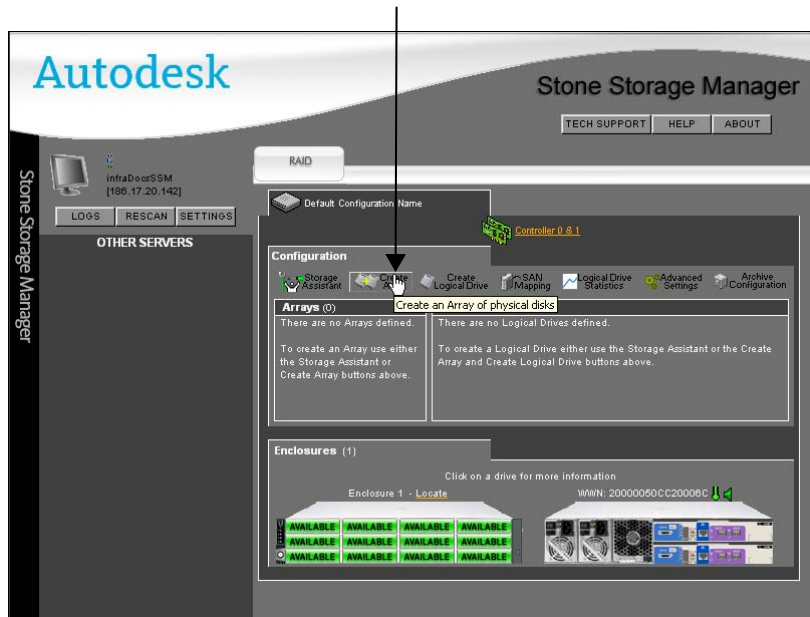 Autodesk
Stone Storage Manager
TECH SUPPORT HELP ABOUT
Stone Storage Manager
infraDocsSSM
[186.17.20.142]
LOGS RESCAN SETTINGS
OTHER SERVERS
RAID
Default Configuration Name
Controller 0 & 1
Configuration
Storage Assistant
Create
Create Logical Drive
SAN Mapping
Logical Drive Statistics
Advanced Settings
Archive Configuration
Create an Array of physical disks
Arrays (0)
There are no Arrays defined.
To create an Array use either
the Storage Assistant or
Create Array buttons above.
There are no Logical Drives defined.
To create a Logical Drive either use the Storage Assistant or the Create
Array and Create Logical Drive buttons above.
Enclosures (1)
Click on a drive for more information
Enclosure 1 - Locate
WWN: 20000050CC20006C
AVAILABLE AVAILABLE AVAILABLE AVAILABLE
AVAILABLE AVAILABLE AVAILABLE AVAILABLE
AVAILABLE AVAILABLE AVAILABLE AVAILABLE